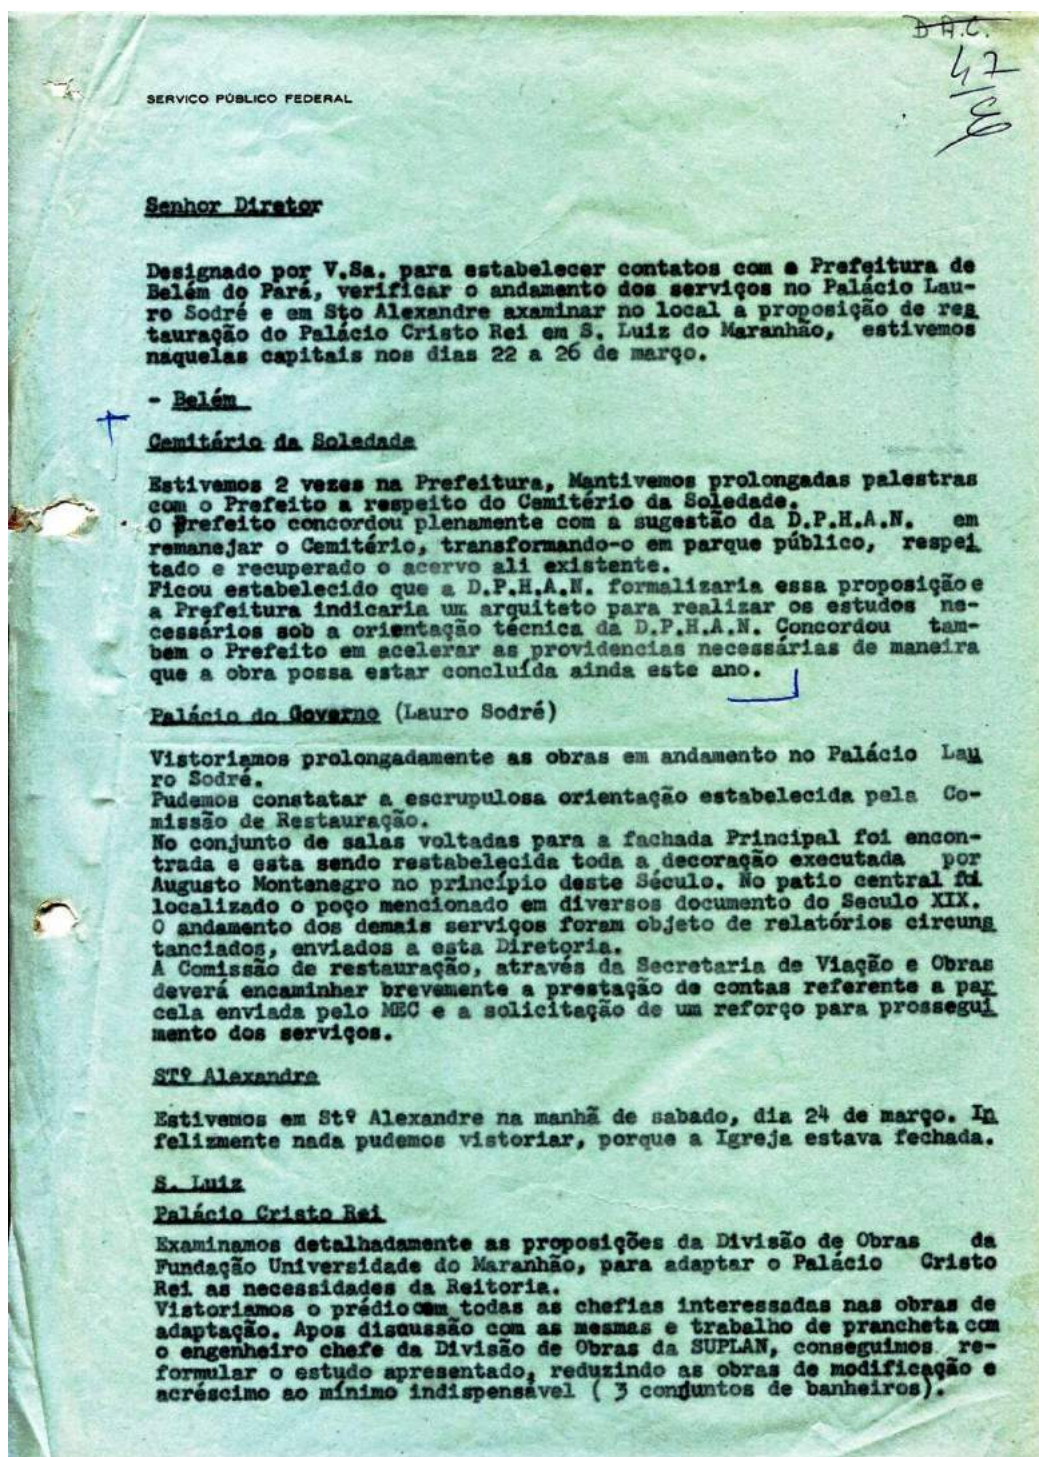 D.A.C.
47
SERVICO PÚBLICO FEDERAL
Senhor Diretor
Designado por V.Sa. para estabelecer contatos com a Prefeitura de
Belém do Pará, verificar o andamento dos serviços no Palácio Lau-
ro Sodré e em Sto Alexandre axaminar no local a proposição de res
tauração do Palácio Cristo Rei em S. Luiz do Maranhão, estivemos
naquelas capitais nos dias 22 a 26 de março.
- Belém
Cemitério da Soledade
Estivemos 2 vezes na Prefeitura, Mantivemos prolongadas palestras
com o Prefeito a respeito do Cemitério da Soledade.
O Prefeito concordou plenamente com a sugestão da D.P.H.A.N. em
remanejar o Cemitério, transformando-o em parque público, respei
tado e recuperado o acervo ali existente.
Ficou estabelecido que a D.P.H.A.N. formalizaria essa proposição e
a Prefeitura indicaria um arquiteto para realizar os estudos ne-
cessários sob a orientação técnica da D.P.H.A.N. Concordou tam-
bem o Prefeito em acelerar as providencias necessárias de maneira
que a obra possa estar concluída ainda este ano.
Palácio do Governo (Lauro Sodré)
Vistoriamos prolongadamente as obras em andamento no Palácio Lau
ro Sodré.
Pudemos constatar a escrupulosa orientação estabelecida pela Co-
missão de Restauração.
No conjunto de salas voltadas para a fachada Principal foi encon-
trada e esta sendo restabelecida toda a decoração executada por
Augusto Montenegro no princípio deste Século. No patio central foi
localizado o poço mencionado em diversos documento do Seculo XIX.
O andamento dos demais serviços foram objeto de relatórios circuns
tanciados, enviados a esta Diretoria.
A Comissão de restauração, através da Secretaria de Viação e Obras
deverá encaminhar brevemente a prestação de contas referente a par
cela enviada pelo MEC e a solicitação de um reforço para prossegui
mento dos serviços.
STº Alexandre
Estivemos em Stº Alexandre na manhã de sabado, dia 24 de março. In
felizmente nada pudemos vistoriar, porque a Igreja estava fechada.
S. Luiz
Palácio Cristo Rei
Examinamos detalhadamente as proposições da Divisão de Obras da
Fundação Universidade do Maranhão, para adaptar o Palácio Cristo
Rei as necessidades da Reitoria.
Vistoriamos o prédio com todas as chefias interessadas nas obras de
adaptação. Apos discussão com as mesmas e trabalho de prancheta com
o engenheiro chefe da Divisão de Obras da SUPLAN, conseguimos re-
formular o estudo apresentado, reduzindo as obras de modificação e
acréscimo ao mínimo indispensável ( 3 conjuntos de banheiros).